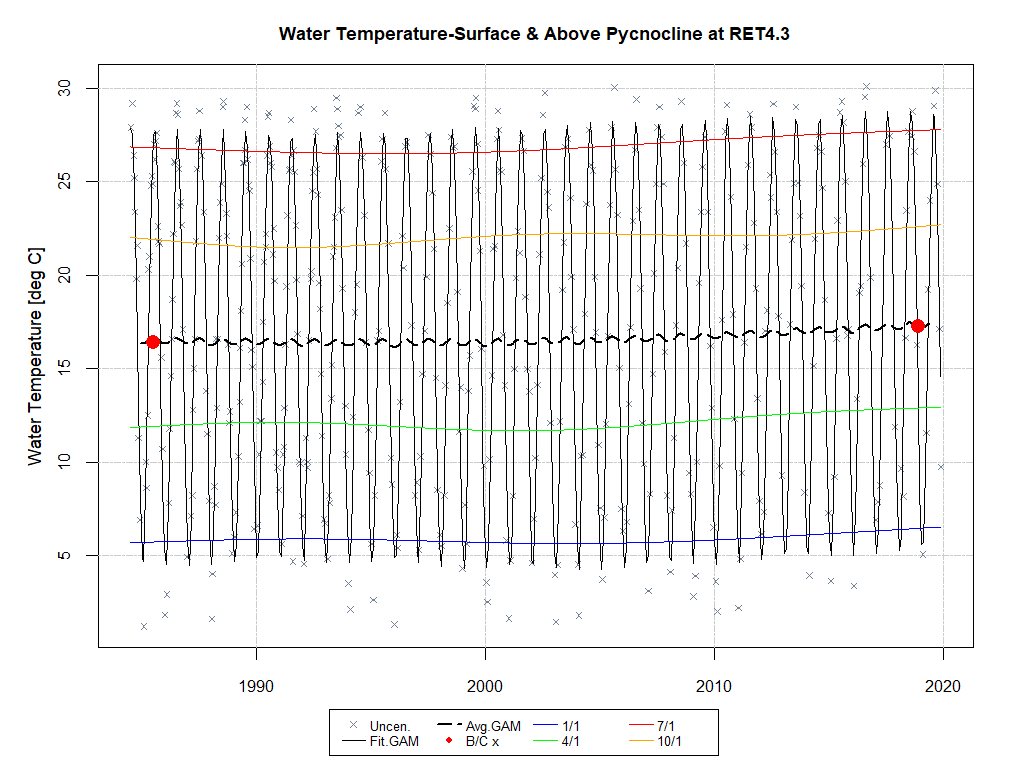 Water Temperature-Surface & Above Pycnocline at RET4.3
Water Temperature [deg C]
30
25
20
15
10
5
1990 2000 2010 2020
Uncen. Avg.GAM 1/1 7/1
Fit.GAM B/C x 4/1 10/1